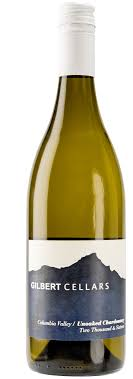 GILBERT CELLARS
Columbia Valley / Unoaked Chardonnay
Two Thousand & Sixteen